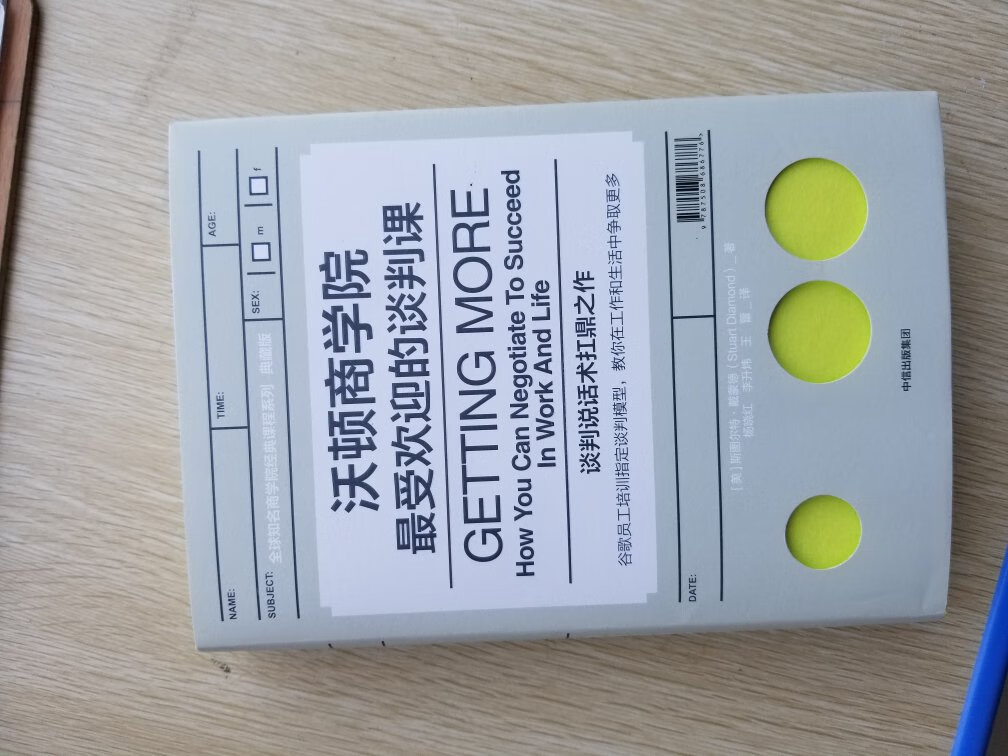 NAME: TIME: AGE:
SUBJECT: 全球知名商学院经典课程系列 典藏版 SEX: m f
沃顿商学院
最受欢迎的谈判课
GETTING MORE
How You Can Negotiate To Succeed
In Work And Life
谈判说话术扛鼎之作
谷歌员工培训指定谈判模型，教你在工作和生活中争取更多
DATE:
9787508686776>
[美]斯图尔特·戴蒙德（Stuart Diamond）_著
杨晓红 李升炜 王 蕾_译
中信出版集团